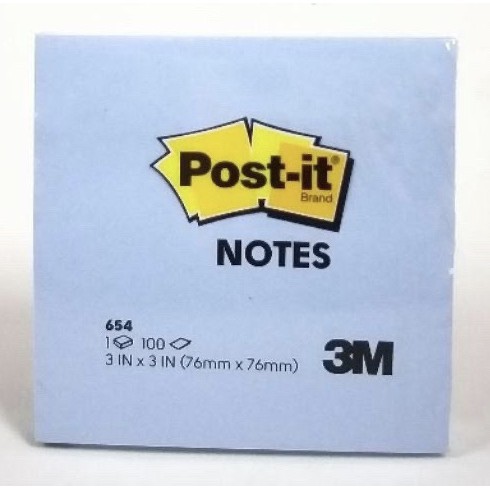 Post-it®
Brand
NOTES
654
1 100
3 IN x 3 IN (76mm x 76mm)
3M